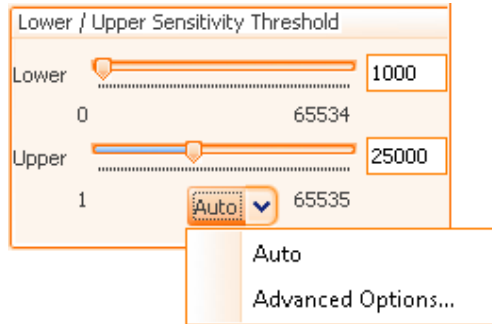 Lower / Upper Sensitivity Threshold
Lower 1000
0 65534
Upper 25000
1 65535
Auto
Auto
Advanced Options...